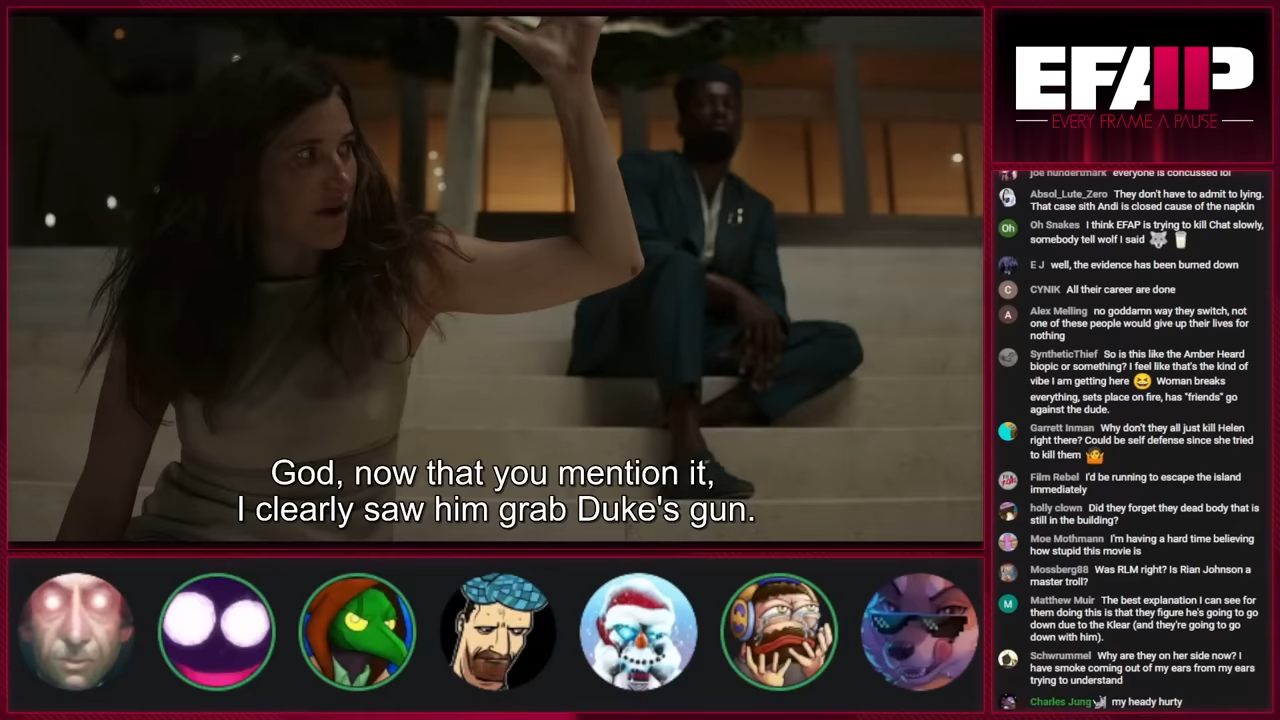 God, now that you mention it,
I clearly saw him grab Duke's gun.
EFAP
EVERY FRAME A PAUSE
joe hundertmark everyone is concussed lol
Absol_Lute_Zero They don't have to admit to lying.
That case sith Andi is closed cause of the napkin
Oh
Oh Snakes I think EFAP is trying to kill Chat slowly,
somebody tell wolf I said
E J well, the evidence has been burned down
C
CYNIK All their career are done
A
Alex Melling no goddamn way they switch, not
one of these people would give up their lives for
nothing
SyntheticThief So is this like the Amber Heard
biopic or something? I feel like that's the kind of
vibe I am getting here 😆 Woman breaks
everything, sets place on fire, has "friends" go
against the dude.
Garrett Inman Why don't they all just kill Helen
right there? Could be self defense since she tried
to kill them 🤷
Film Rebel I'd be running to escape the island
immediately
holly clown Did they forget they dead body that is
still in the building?
Moe Mothmann I'm having a hard time believing
how stupid this movie is
Mossberg88 Was RLM right? Is Rian Johnson a
master troll?
M
Matthew Muir The best explanation I can see for
them doing this is that they figure he's going to go
down due to the Klear (and they're going to go
down with him).
Schwrummel Why are they on her side now? I
have smoke coming out of my ears from my ears
trying to understand
Charles Jung my heady hurty